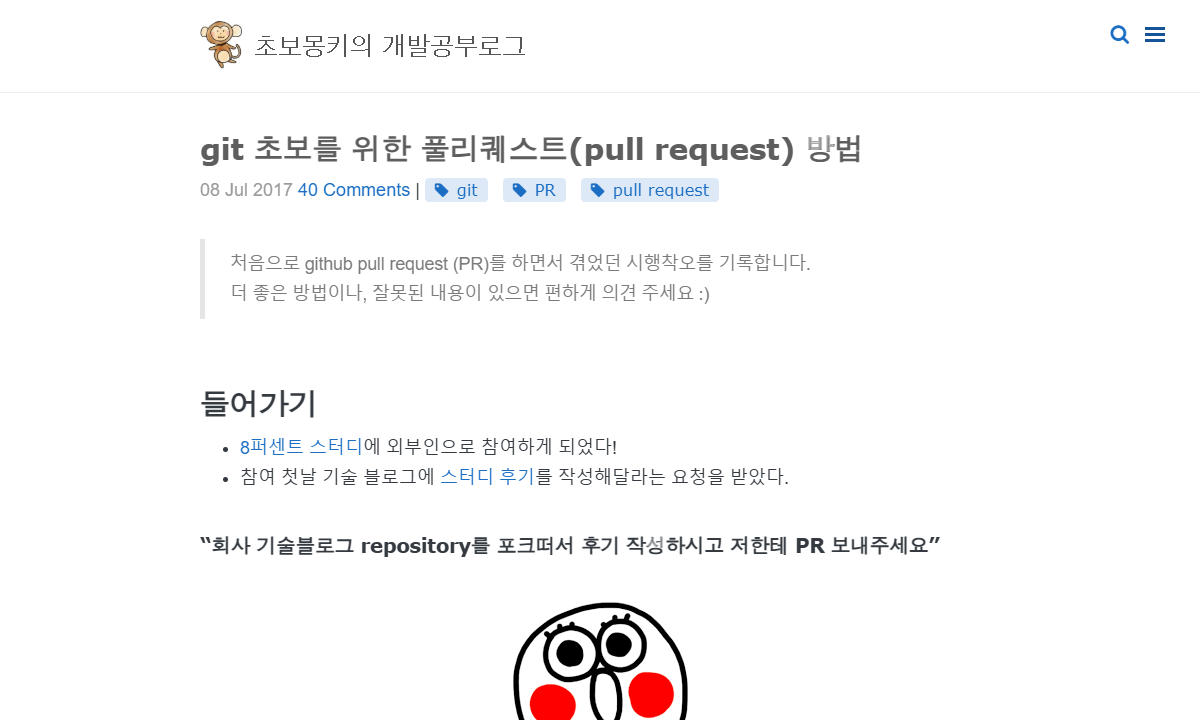 초보몽키의 개발공부로그
git 초보를 위한 풀리퀘스트(pull request) 방법
08 Jul 2017 40 Comments | git PR pull request
처음으로 github pull request (PR)를 하면서 겪었던 시행착오를 기록합니다.
더 좋은 방법이나, 잘못된 내용이 있으면 편하게 의견 주세요 :)
들어가기
8퍼센트 스터디에 외부인으로 참여하게 되었다!
참여 첫날 기술 블로그에 스터디 후기를 작성해달라는 요청을 받았다.
“회사 기술블로그 repository를 포크떠서 후기 작성하시고 저한테 PR 보내주세요”